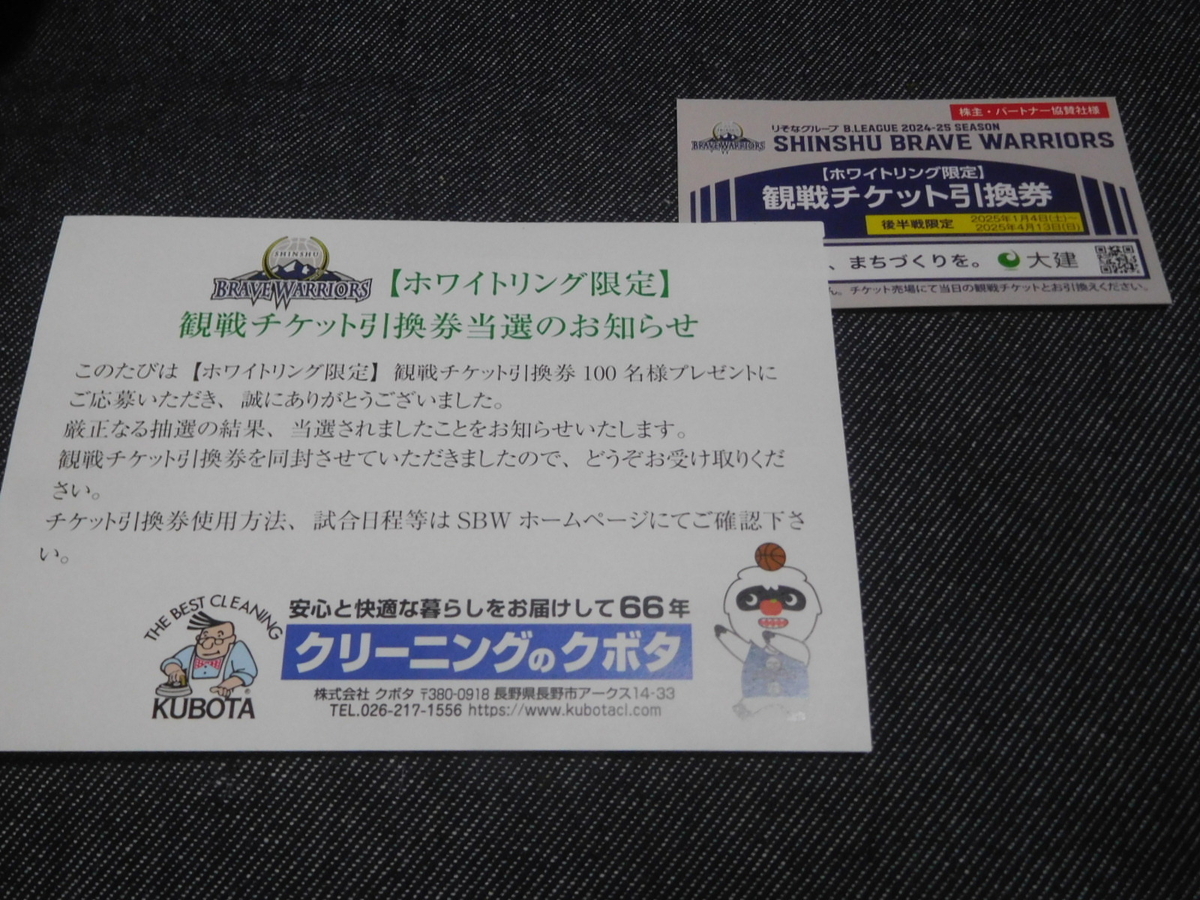 株主・パートナー協賛社様
りそなグループ B.LEAGUE 2024-25 SEASON
BRAVE WARRIORS
SHINSHU BRAVE WARRIORS
【ホワイトリング限定】
観戦チケット引換券
後半戦限定
2025年1月4日(土)~
2025年4月13日(日)
、まちづくりを。
大建
ん。チケット売場にて当日の観戦チケットとお引換えください。
SHINSHU
BRAVE WARRIORS
【ホワイトリング限定】
観戦チケット引換券当選のお知らせ
このたびは【ホワイトリング限定】観戦チケット引換券 100 名様プレゼントに
ご応募いただき、誠にありがとうございました。
厳正なる抽選の結果、当選されましたことをお知らせいたします。
観戦チケット引換券を同封させていただきましたので、どうぞお受け取りくだ
さい。
チケット引換券使用方法、試合日程等は SBW ホームページにてご確認下さ
い。
THE BEST CLEANING
KUBOTA
安心と快適な暮らしをお届けして66年
クリーニングのクボタ
株式会社 クボタ 〒380-0918 長野県長野市アークス14-33
TEL.026-217-1556 https://www.kubotacl.com